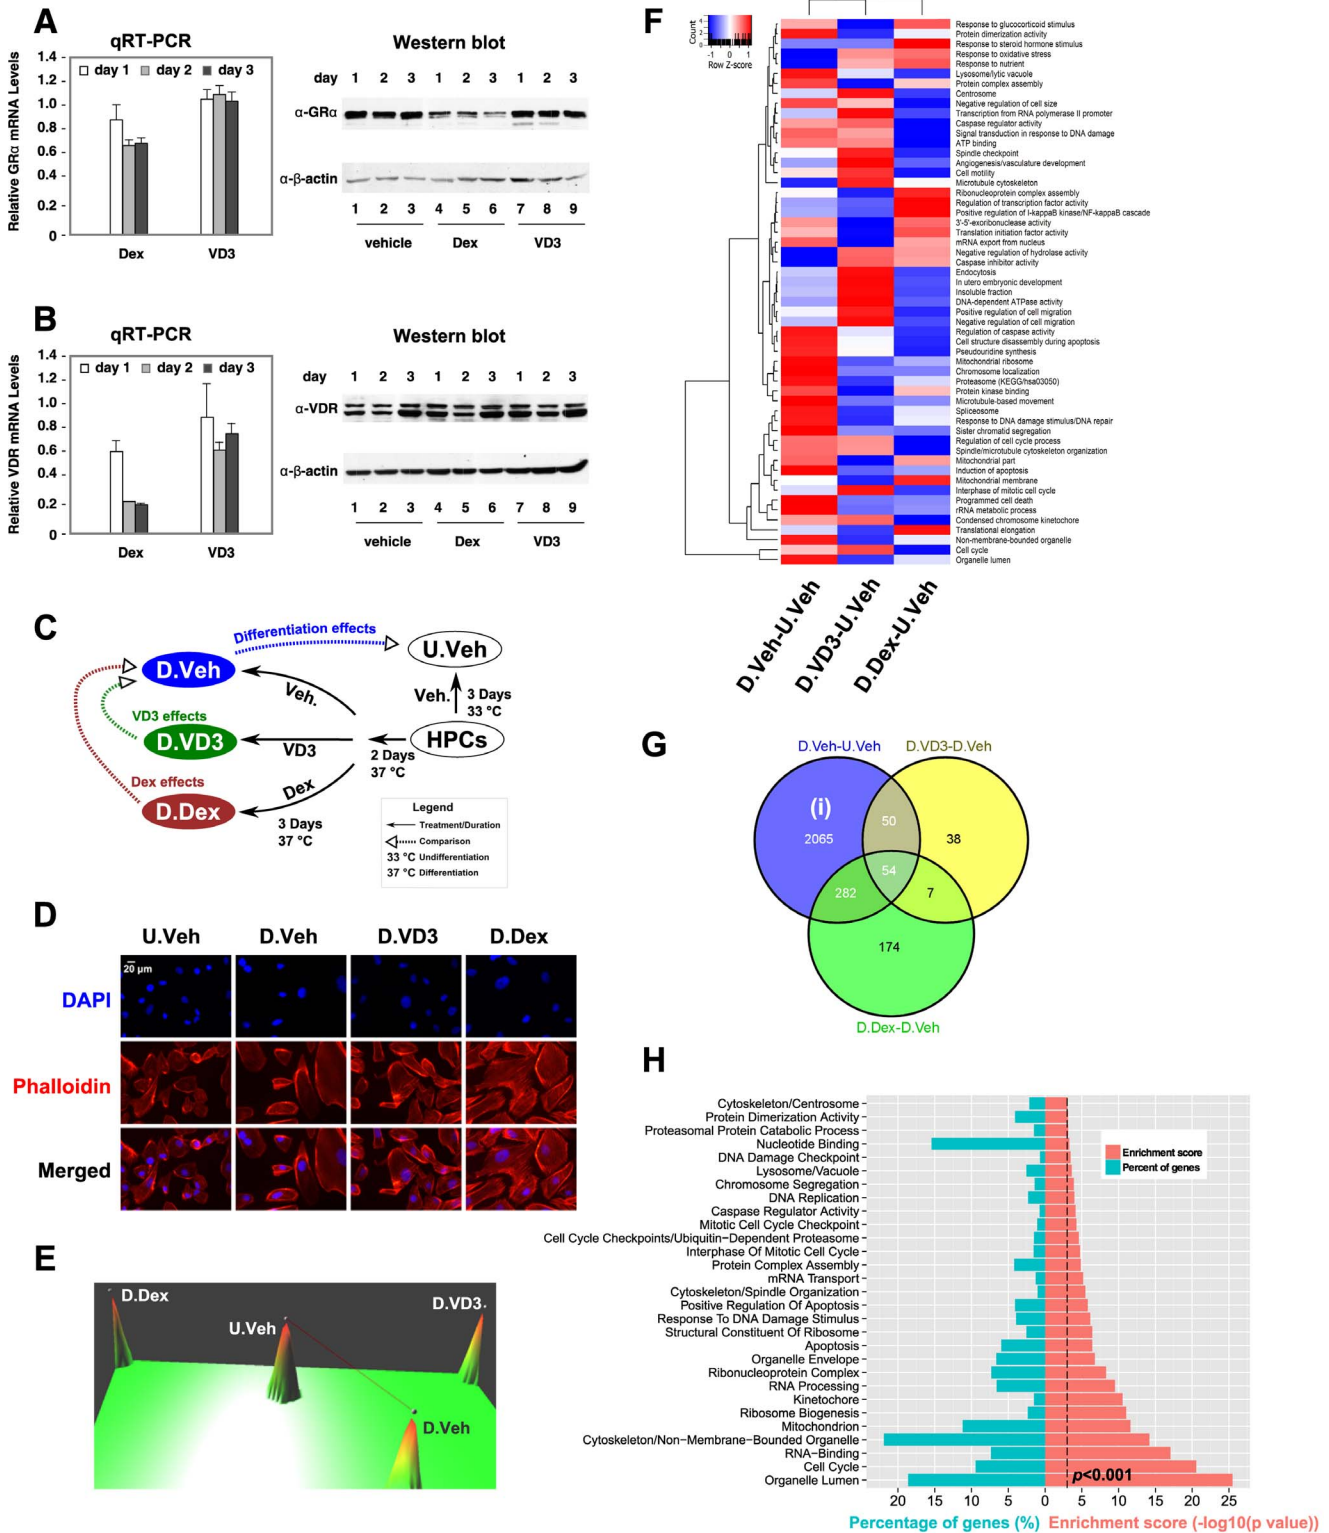 A
qRT-PCR
Relative GRα mRNA Levels
1.4
1.2
1.0
0.8
0.6
0.4
0.2
0
day 1 day 2 day 3
Dex VD3
Western blot
day 1 2 3 1 2 3 1 2 3
α-GRα
α-β-actin
1 2 3 4 5 6 7 8 9
vehicle Dex VD3
B
qRT-PCR
Relative VDR mRNA Levels
1.4
1.2
1.0
0.8
0.6
0.4
0.2
0
day 1 day 2 day 3
Dex VD3
Western blot
day 1 2 3 1 2 3 1 2 3
α-VDR
α-β-actin
1 2 3 4 5 6 7 8 9
vehicle Dex VD3
C
Differentiation effects
D.Veh
U.Veh
Veh.
Veh.
3 Days
33 °C
VD3 effects
D.VD3
VD3
HPCs
2 Days
37 °C
Dex effects
D.Dex
Dex
3 Days
37 °C
Legend
Treatment/Duration
Comparison
33 °C Undifferentiation
37 °C Differentiation
D
U.Veh D.Veh D.VD3 D.Dex
20 µm
DAPI
Phalloidin
Merged
E
D.Dex
U.Veh
D.VD3
D.Veh
F
Count
4
2
-1 0 1
Row Z-score
Response to glucocorticoid stimulus
Protein dimerization activity
Response to steroid hormone stimulus
Response to oxidative stress
Response to nutrient
Lysosome/lytic vacuole
Protein complex assembly
Centrosome
Negative regulation of cell size
Transcription from RNA polymerase II promoter
Caspase regulator activity
Signal transduction in response to DNA damage
ATP binding
Spindle checkpoint
Angiogenesis/vasculature development
Cell motility
Microtubule cytoskeleton
Ribonucleoprotein complex assembly
Regulation of transcription factor activity
Positive regulation of I-kappaB kinase/NF-kappaB cascade
3'-5'-exoribonuclease activity
Translation initiation factor activity
mRNA export from nucleus
Negative regulation of hydrolase activity
Caspase inhibitor activity
Endocytosis
In utero embryonic development
Insoluble fraction
DNA-dependent ATPase activity
Positive regulation of cell migration
Negative regulation of cell migration
Regulation of caspase activity
Cell structure disassembly during apoptosis
Pseudouridine synthesis
Mitochondrial ribosome
Chromosome localization
Proteasome (KEGG/hsa03050)
Protein kinase binding
Microtubule-based movement
Spliceosome
Response to DNA damage stimulus/DNA repair
Sister chromatid segregation
Regulation of cell cycle process
Spindle/microtubule cytoskeleton organization
Mitochondrial part
Induction of apoptosis
Mitochondrial membrane
Interphase of mitotic cell cycle
Programmed cell death
rRNA metabolic process
Condensed chromosome kinetochore
Translational elongation
Non-membrane-bounded organelle
Cell cycle
Organelle lumen
D.Veh-U.Veh
D.VD3-U.Veh
D.Dex-U.Veh
G
D.Veh-U.Veh D.VD3-D.Veh
(i)
2065
50
38
54
282
7
174
D.Dex-D.Veh
H
Cytoskeleton/Centrosome
Protein Dimerization Activity
Proteasomal Protein Catabolic Process
Nucleotide Binding
DNA Damage Checkpoint
Lysosome/Vacuole
Chromosome Segregation
DNA Replication
Caspase Regulator Activity
Mitotic Cell Cycle Checkpoint
Cell Cycle Checkpoints/Ubiquitin−Dependent Proteasome
Interphase Of Mitotic Cell Cycle
Protein Complex Assembly
mRNA Transport
Cytoskeleton/Spindle Organization
Positive Regulation Of Apoptosis
Response To DNA Damage Stimulus
Structural Constituent Of Ribosome
Apoptosis
Organelle Envelope
Ribonucleoprotein Complex
RNA Processing
Kinetochore
Ribosome Biogenesis
Mitochondrion
Cytoskeleton/Non−Membrane−Bounded Organelle
RNA−Binding
Cell Cycle
Organelle Lumen
Enrichment score
Percent of genes
p<0.001
20 15 10 5 0 5 10 15 20 25
Percentage of genes (%) Enrichment score (-log10(p value))